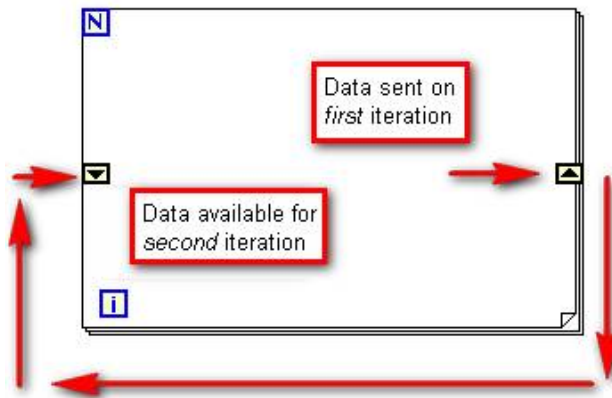 N
Data sent on
first iteration
Data available for
second iteration
i